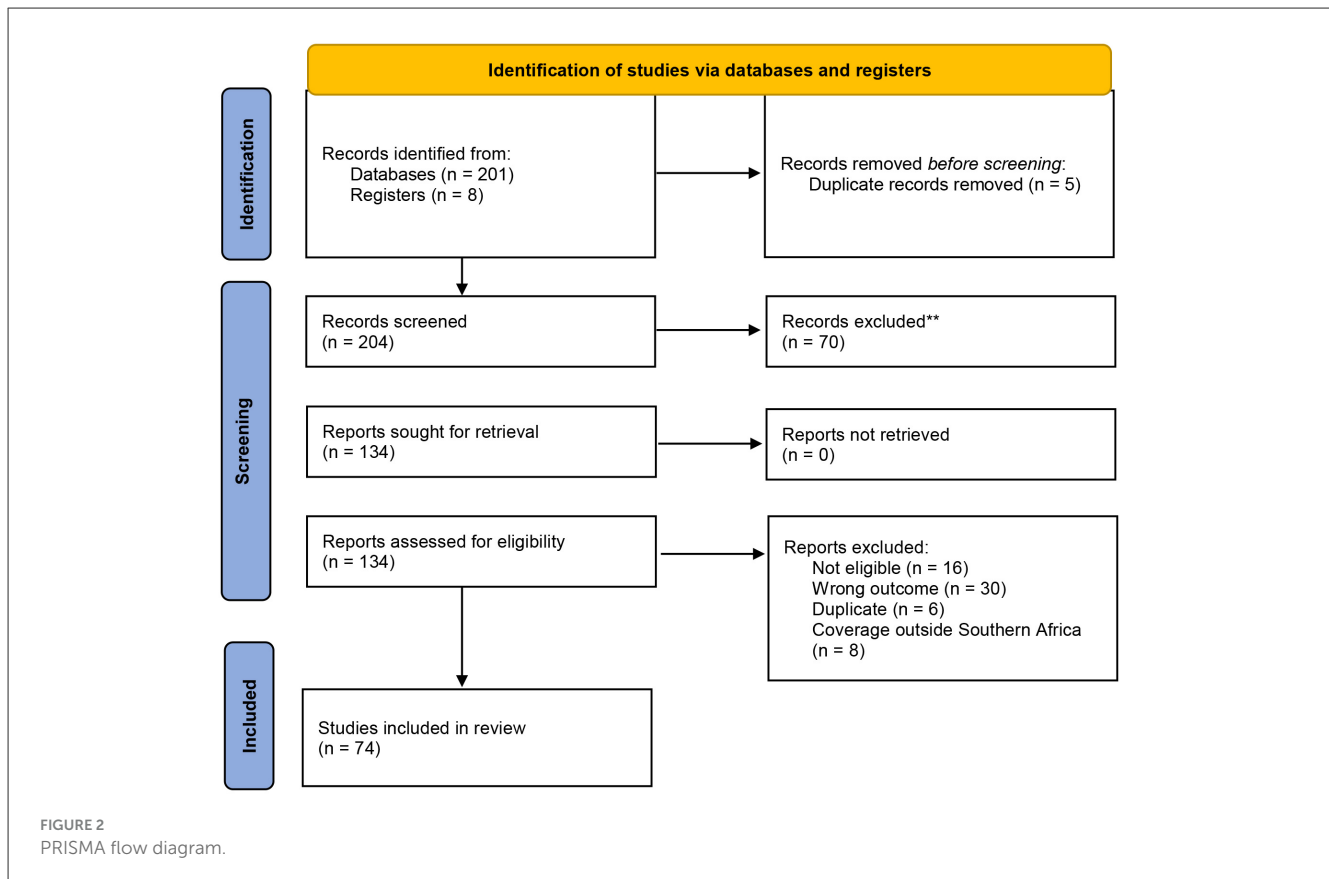 Identification of studies via databases and registers
Identification
Records identified from:
Databases (n = 201)
Registers (n = 8)
Records removed before screening:
Duplicate records removed (n = 5)
Screening
Records screened
(n = 204)
Records excluded**
(n = 70)
Reports sought for retrieval
(n = 134)
Reports not retrieved
(n = 0)
Reports assessed for eligibility
(n = 134)
Reports excluded:
Not eligible (n = 16)
Wrong outcome (n = 30)
Duplicate (n = 6)
Coverage outside Southern Africa
(n = 8)
Included
Studies included in review
(n = 74)
FIGURE 2
PRISMA flow diagram.